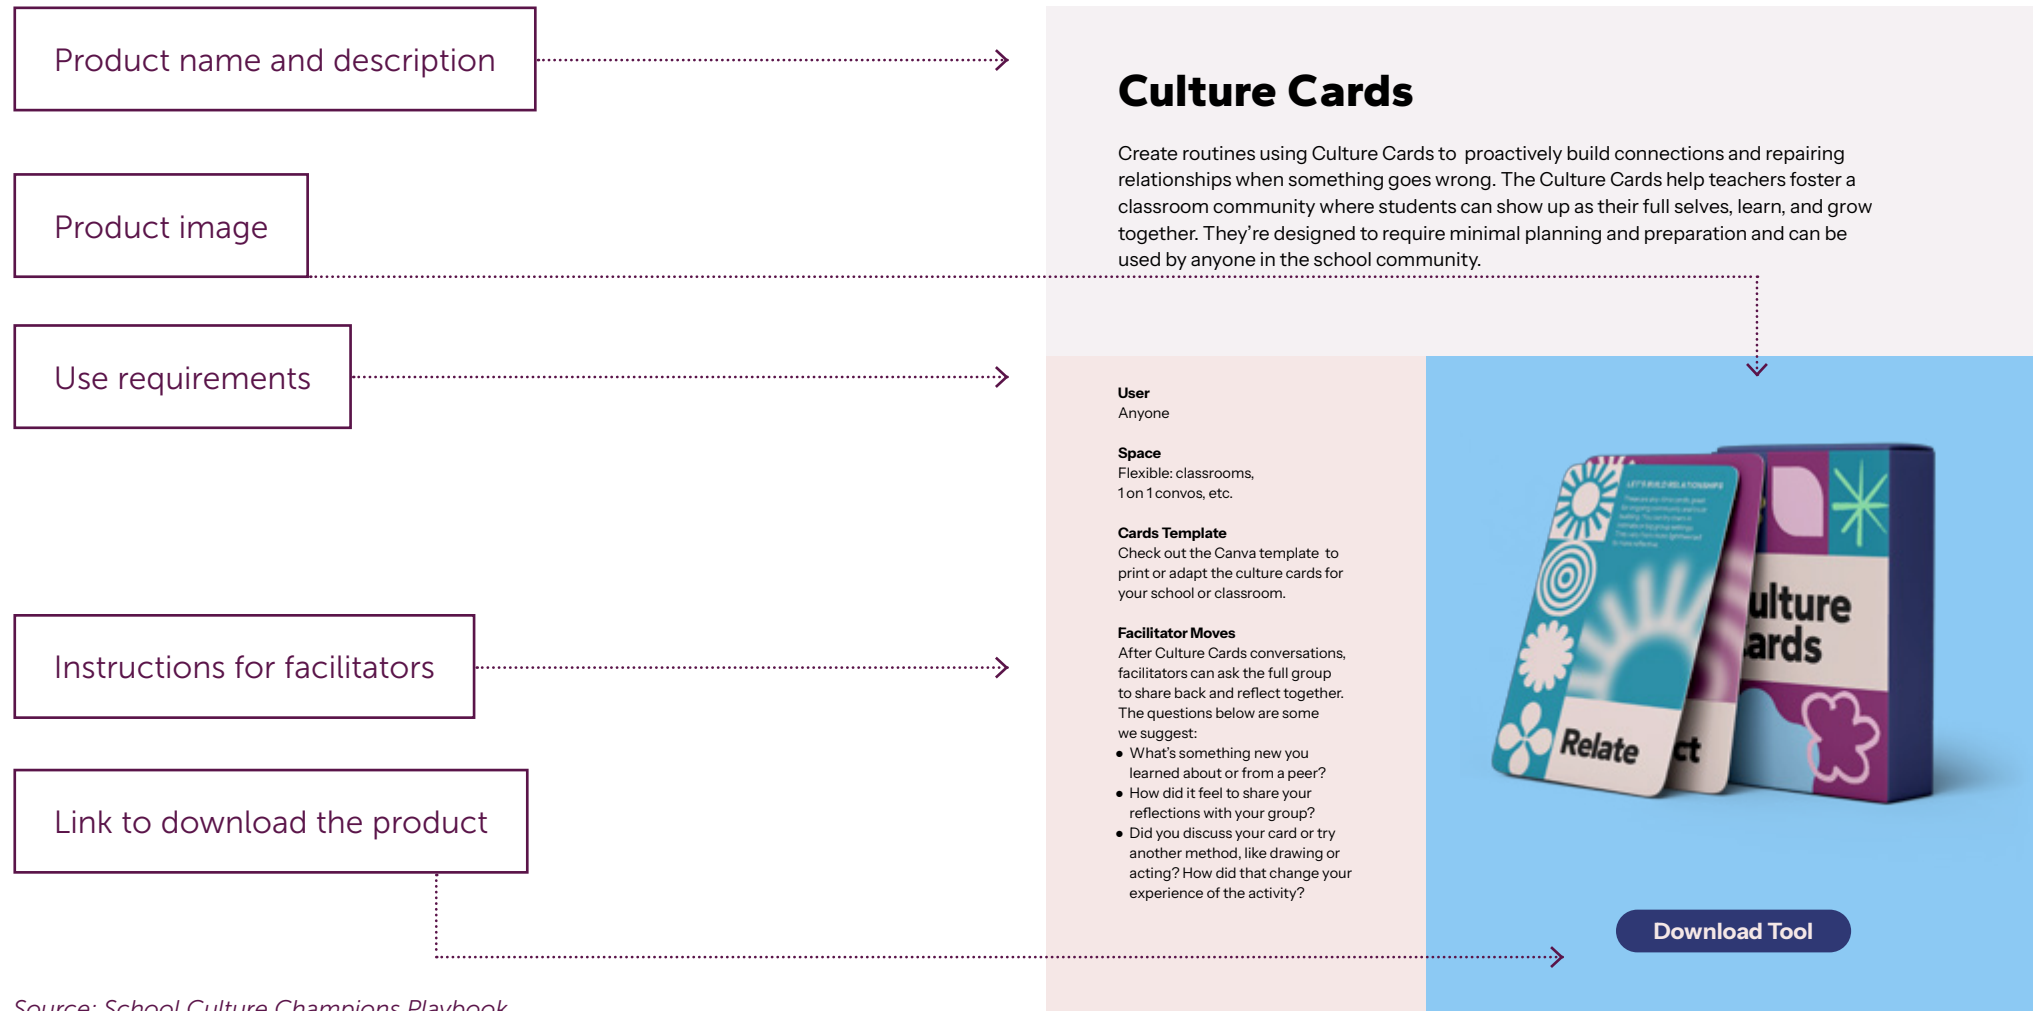 Product name and description
Product image
Use requirements
Instructions for facilitators
Link to download the product
Source: School Culture Champions Playbook
Culture Cards
Create routines using Culture Cards to proactively build connections and repairing
relationships when something goes wrong. The Culture Cards help teachers foster a
classroom community where students can show up as their full selves, learn, and grow
together. They're designed to require minimal planning and preparation and can be
used by anyone in the school community.
User
Anyone
Space
Flexible: classrooms,
1 on 1 convos, etc.
Cards Template
Check out the Canva template to
print or adapt the culture cards for
your school or classroom.
Facilitator Moves
After Culture Cards conversations,
facilitators can ask the full group
to share back and reflect together.
The questions below are some
we suggest:
● What's something new you
learned about or from a peer?
● How did it feel to share your
reflections with your group?
● Did you discuss your card or try
another method, like drawing or
acting? How did that change your
experience of the activity?
LET'S BUILD RELATIONSHIPS
Relate
ct
ulture
ards
Download Tool